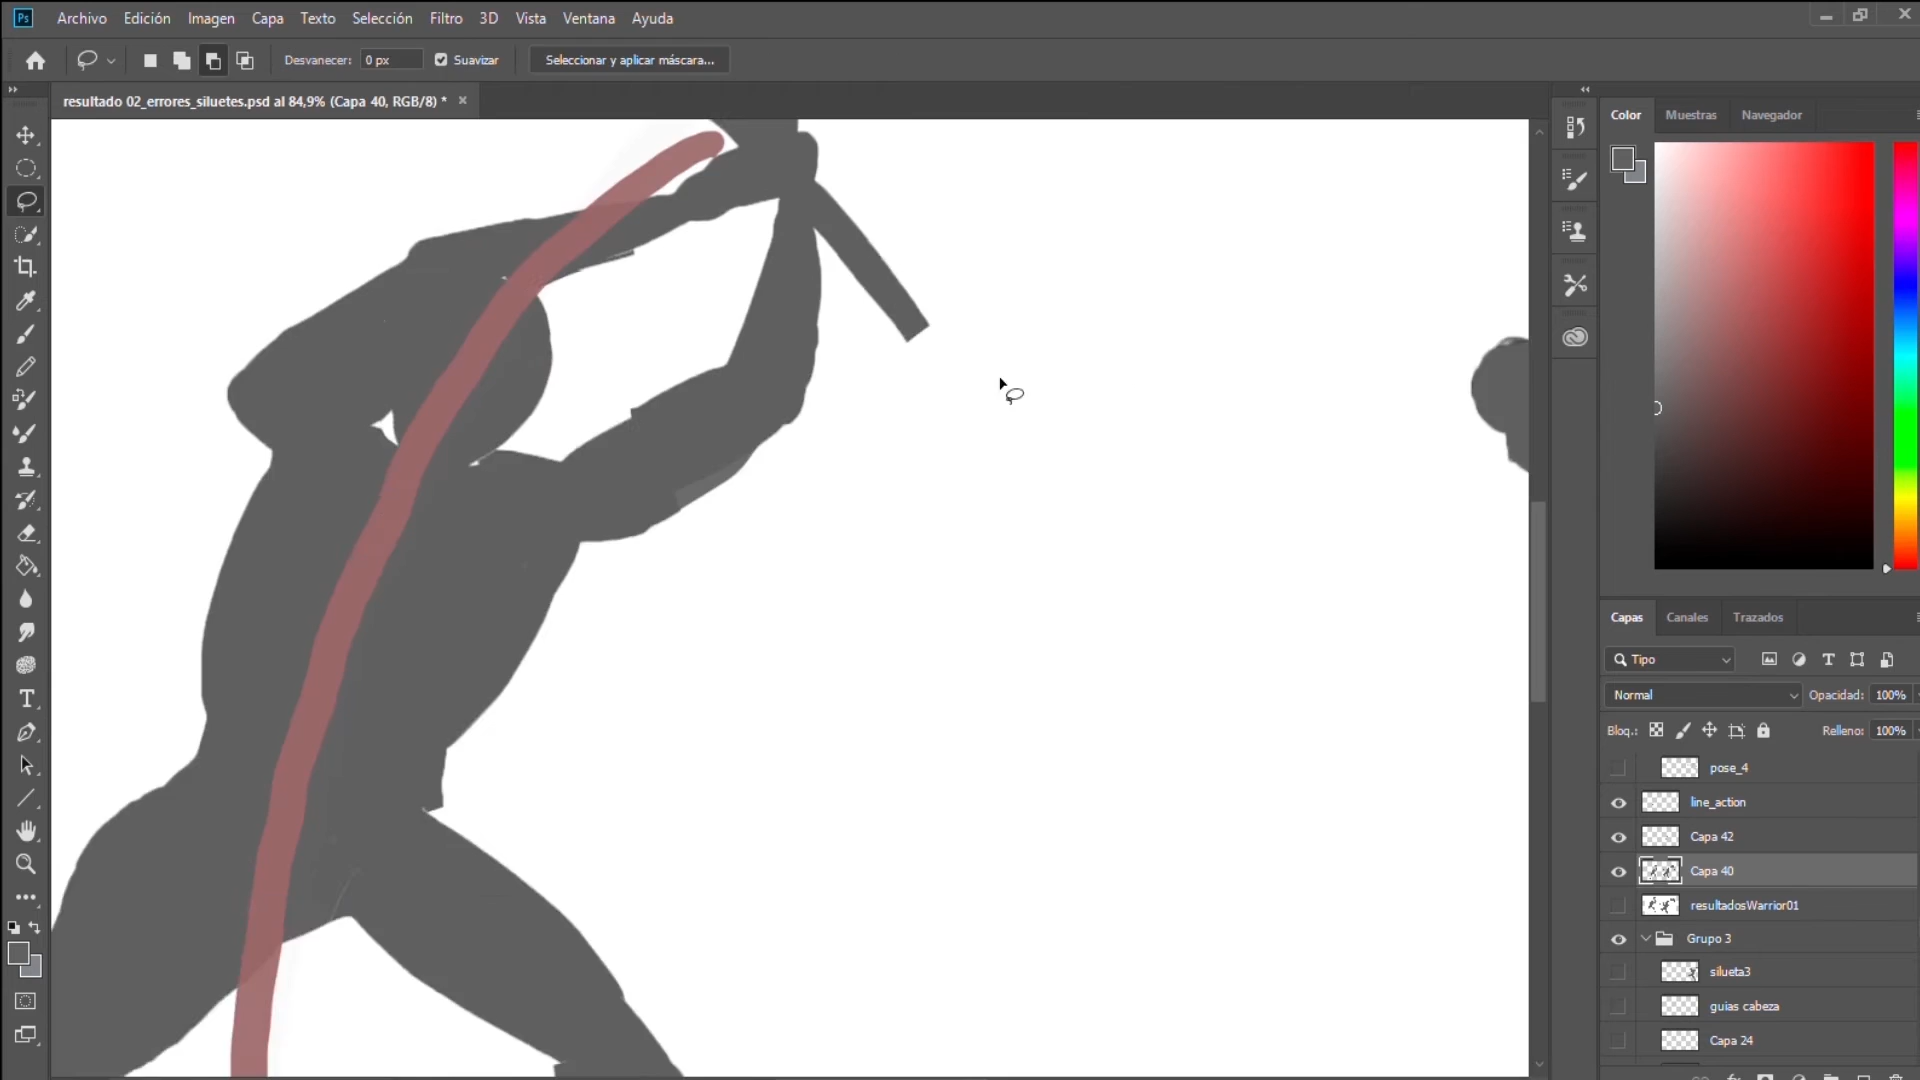 Ps Archivo Edición Imagen Capa Texto Selección Filtro 3D Vista Ventana Ayuda
Desvanecer: 0 px Suavizar Seleccionar y aplicar máscara...
resultado 02_errores_siluetes.psd al 84,9% (Capa 40, RGB/8) *
Color Muestras Navegador
Capas Canales Trazados
Tipo
Normal Opacidad: 100%
Bloq.: Relleno: 100%
pose_4
line_action
Capa 42
Capa 40
resultadosWarrior01
Grupo 3
silueta3
guias cabeza
Capa 24